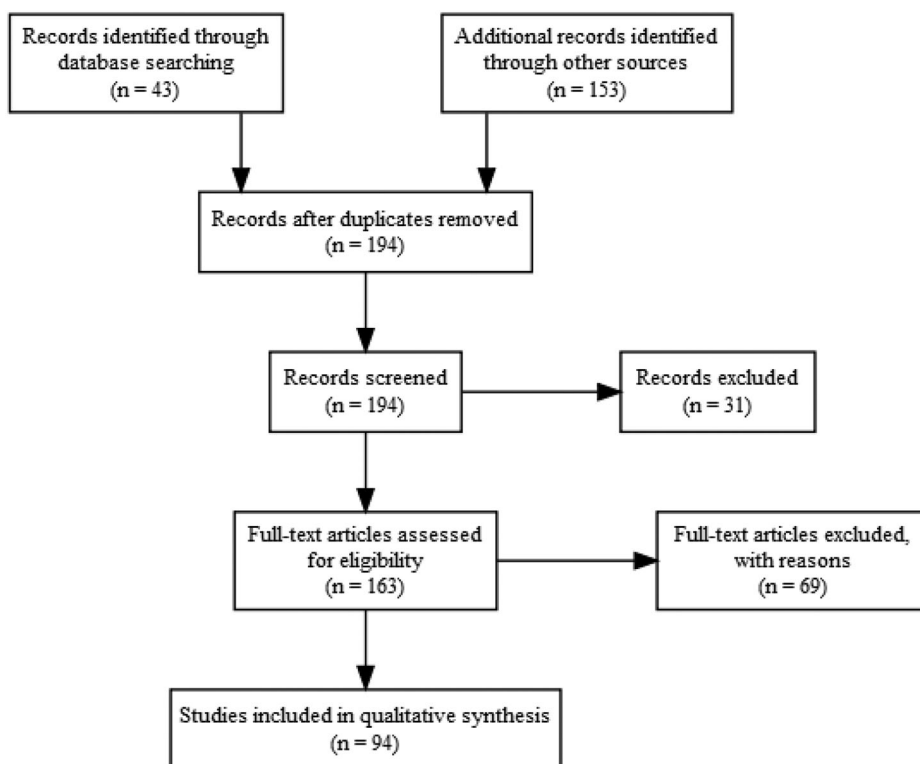 Records identified through
database searching
(n = 43)
Additional records identified
through other sources
(n = 153)
Records after duplicates removed
(n = 194)
Records screened
(n = 194)
Records excluded
(n = 31)
Full-text articles assessed
for eligibility
(n = 163)
Full-text articles excluded,
with reasons
(n = 69)
Studies included in qualitative synthesis
(n = 94)